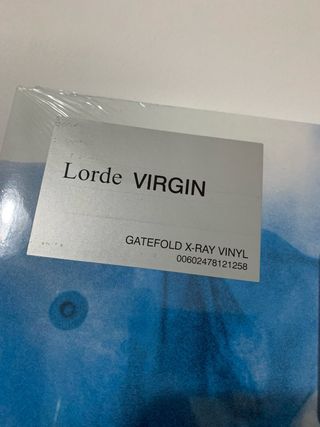 Lorde VIRGIN
GATEFOLD X-RAY VINYL
00602478121258